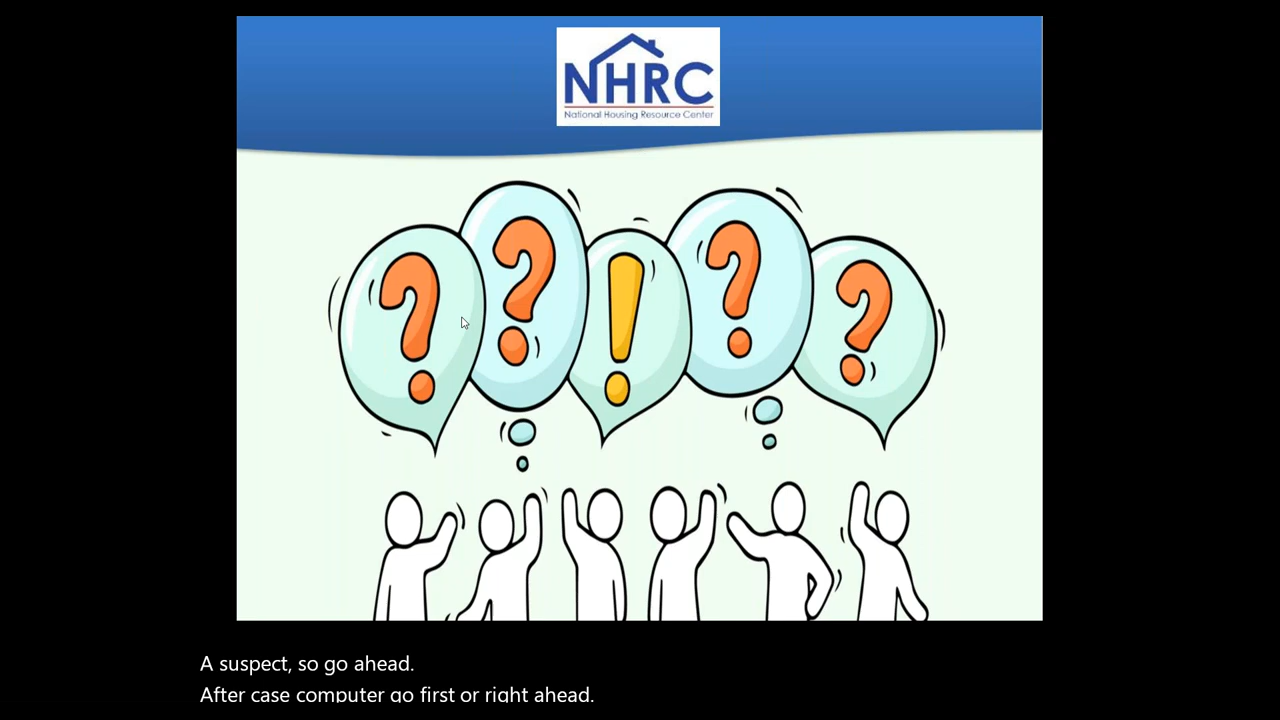 NHRC
National Housing Resource Center
? ? ! ? ?
A suspect, so go ahead.
After case computer go first or right ahead.